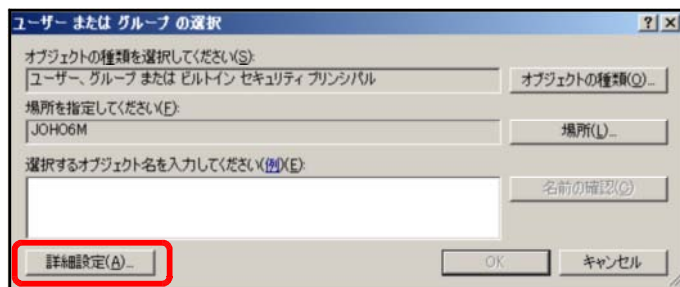 ユーザー または グループ の選択
オブジェクトの種類を選択してください(S):
ユーザー、グループ または ビルトイン セキュリティ プリンシパル
オブジェクトの種類(O)...
場所を指定してください(F):
JOHO6M
場所(L)...
選択するオブジェクト名を入力してください(例)(E):
名前の確認(C)
詳細設定(A)...
OK
キャンセル